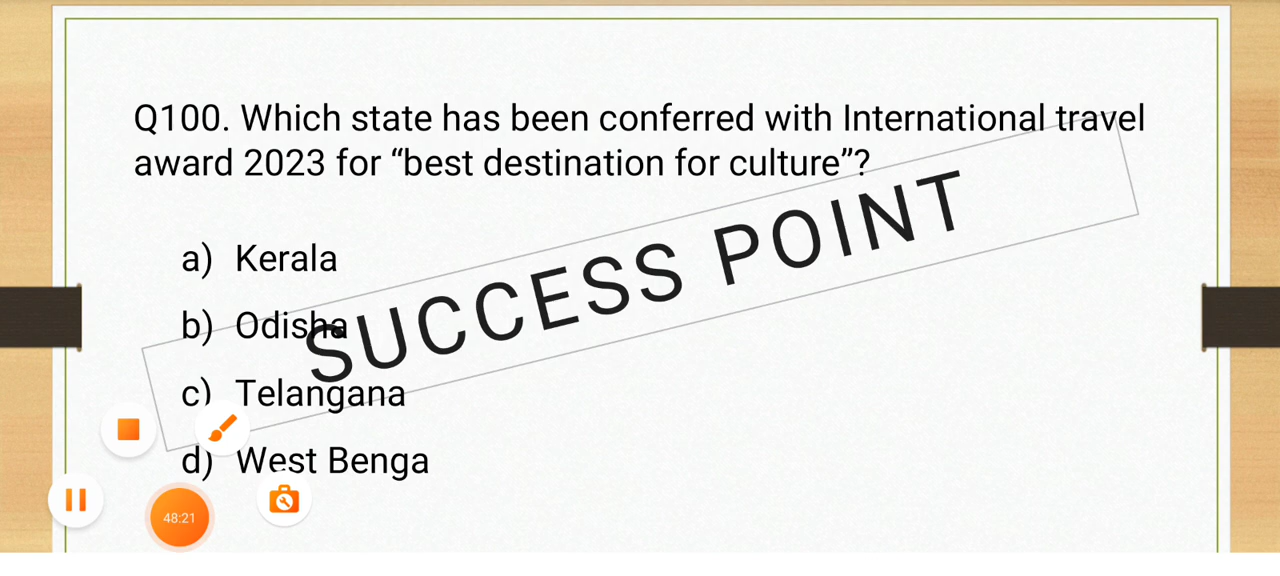 Q100. Which state has been conferred with International travel
award 2023 for “best destination for culture”?
a) Kerala
b) Odisha
c) Telangana
d) West Benga
SUCCESS POINT
48:21